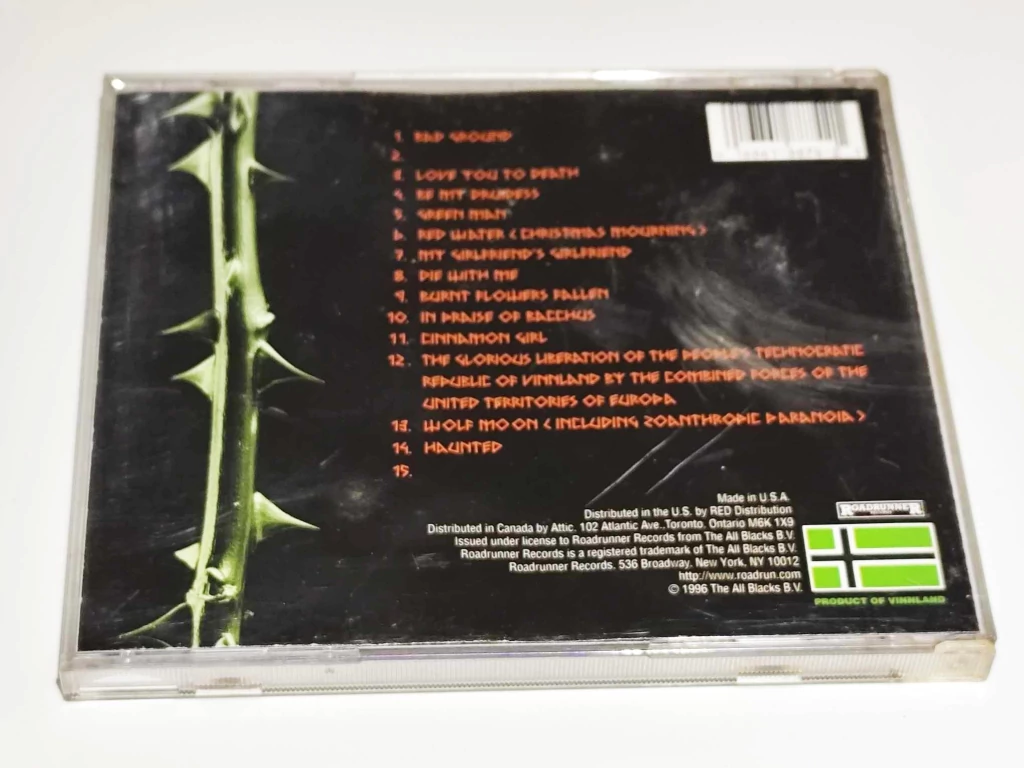 1. BAD GROUND
2.
3. LOVE YOU TO DEATH
4. BE MY DRUIDESS
5. GREEN MAN
6. RED WATER (CHRISTMAS MOURNING)
7. MY GIRLFRIEND'S GIRLFRIEND
8. DIE WITH ME
9. BURNT FLOWERS FALLEN
10. IN PRAISE OF BACCHUS
11. CINNAMON GIRL
12. THE GLORIOUS LIBERATION OF THE PEOPLE'S TECHNOCRATIC
REPUBLIC OF VINNLAND BY THE COMBINED FORCES OF THE
UNITED TERRITORIES OF EUROPA
13. WOLF MOON (INCLUDING ZOANTHROPIC PARANOIA)
14. HAUNTED
15.
Made in U.S.A.
Distributed in the U.S. by RED Distribution
Distributed in Canada by Attic, 102 Atlantic Ave., Toronto, Ontario M6K 1X9
Issued under license to Roadrunner Records from The All Blacks B.V.
Roadrunner Records is a registered trademark of The All Blacks B.V.
Roadrunner Records, 536 Broadway, New York, NY 10012
http://www.roadrun.com
© 1996 The All Blacks B.V.
ROADRUNNER
PRODUCT OF VINNLAND